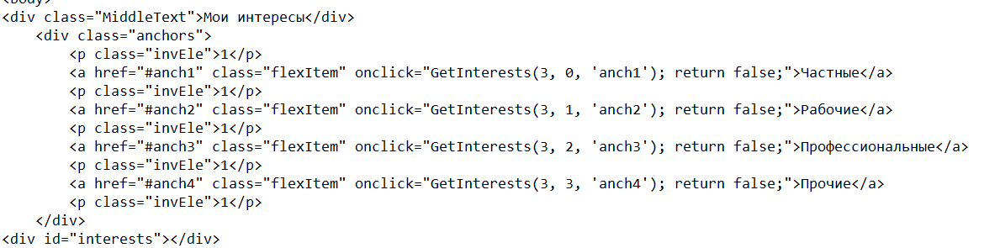 <body>
<div class="MiddleText">Мои интересы</div>
<div class="anchors">
<p class="invEle">1</p>
<a href="#anch1" class="flexItem" onclick="GetInterests(3, 0, 'anch1'); return false;">Частные</a>
<p class="invEle">1</p>
<a href="#anch2" class="flexItem" onclick="GetInterests(3, 1, 'anch2'); return false;">Рабочие</a>
<p class="invEle">1</p>
<a href="#anch3" class="flexItem" onclick="GetInterests(3, 2, 'anch3'); return false;">Профессиональные</a>
<p class="invEle">1</p>
<a href="#anch4" class="flexItem" onclick="GetInterests(3, 3, 'anch4'); return false;">Прочие</a>
<p class="invEle">1</p>
</div>
<div id="interests"></div>